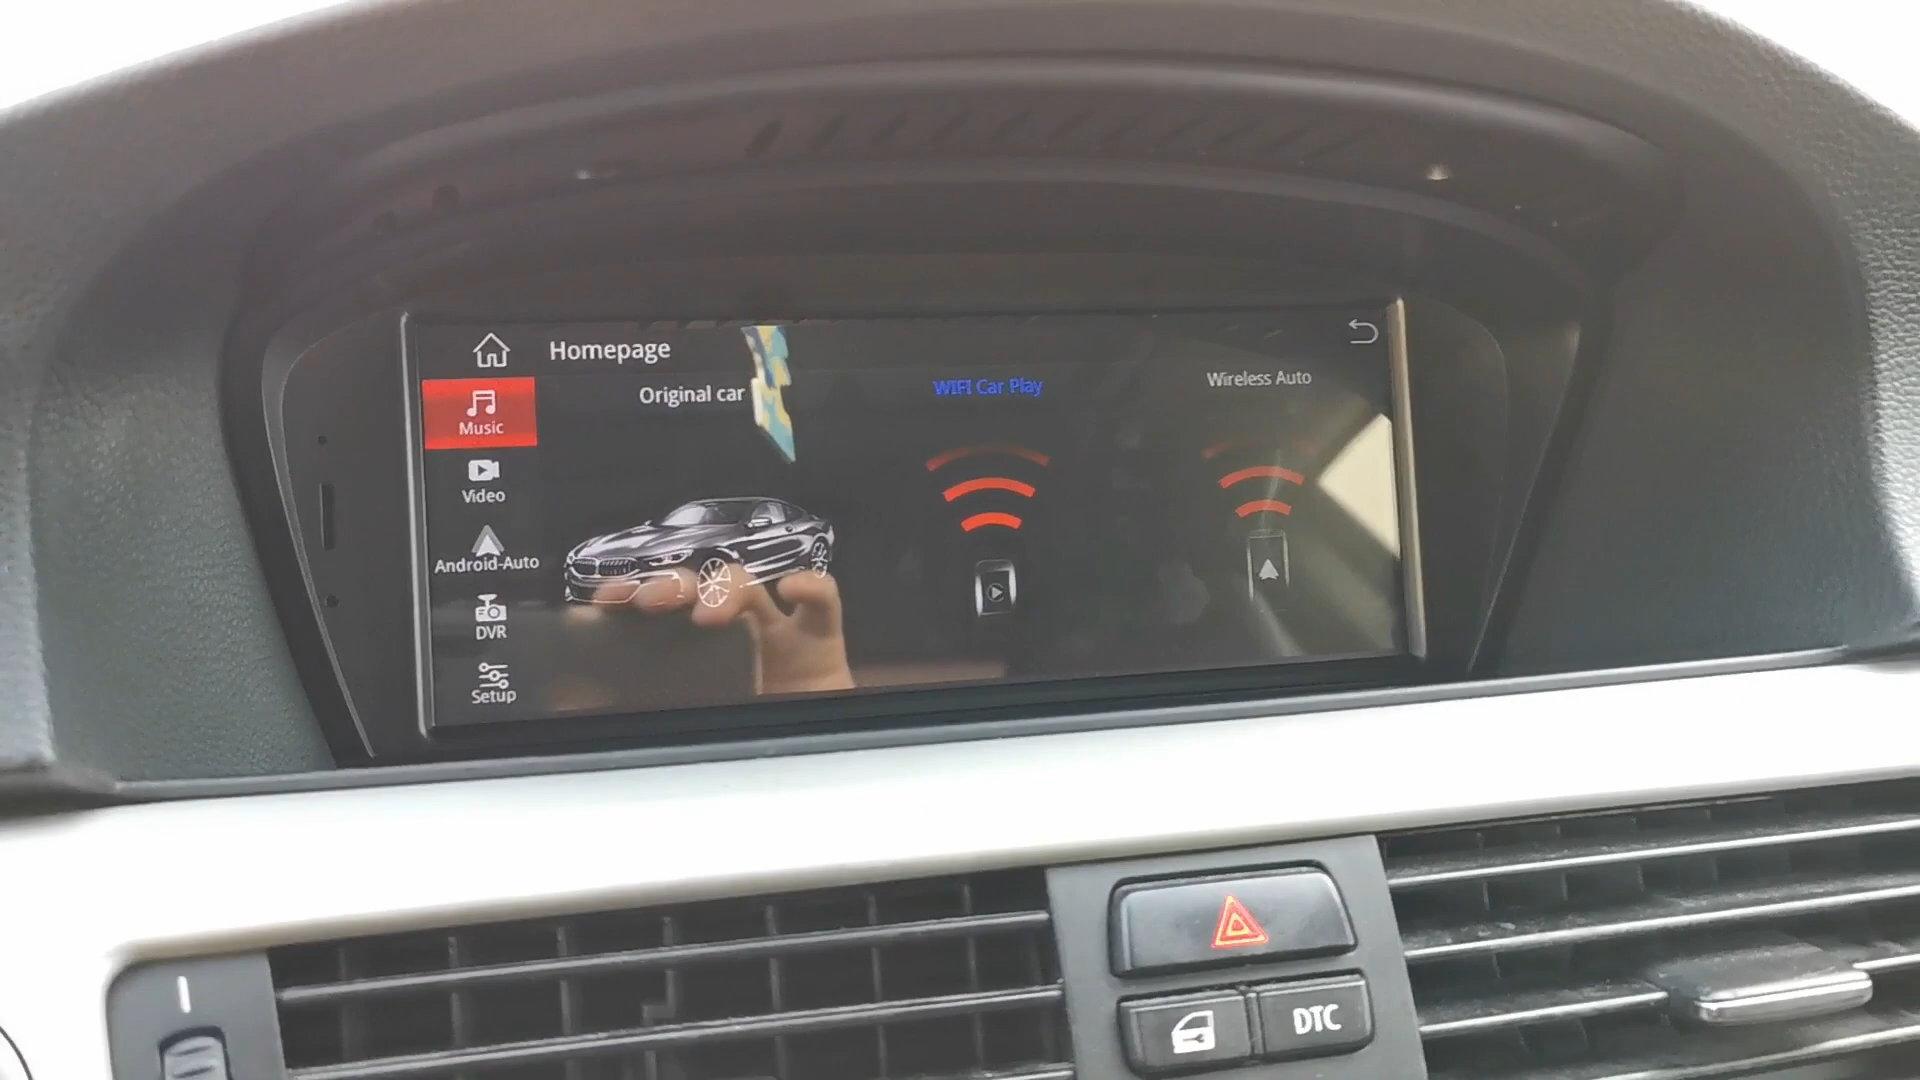 Homepage
Music
Video
Android-Auto
DVR
Setup
Original car
WIFI Car Play
Wireless Auto
DTC